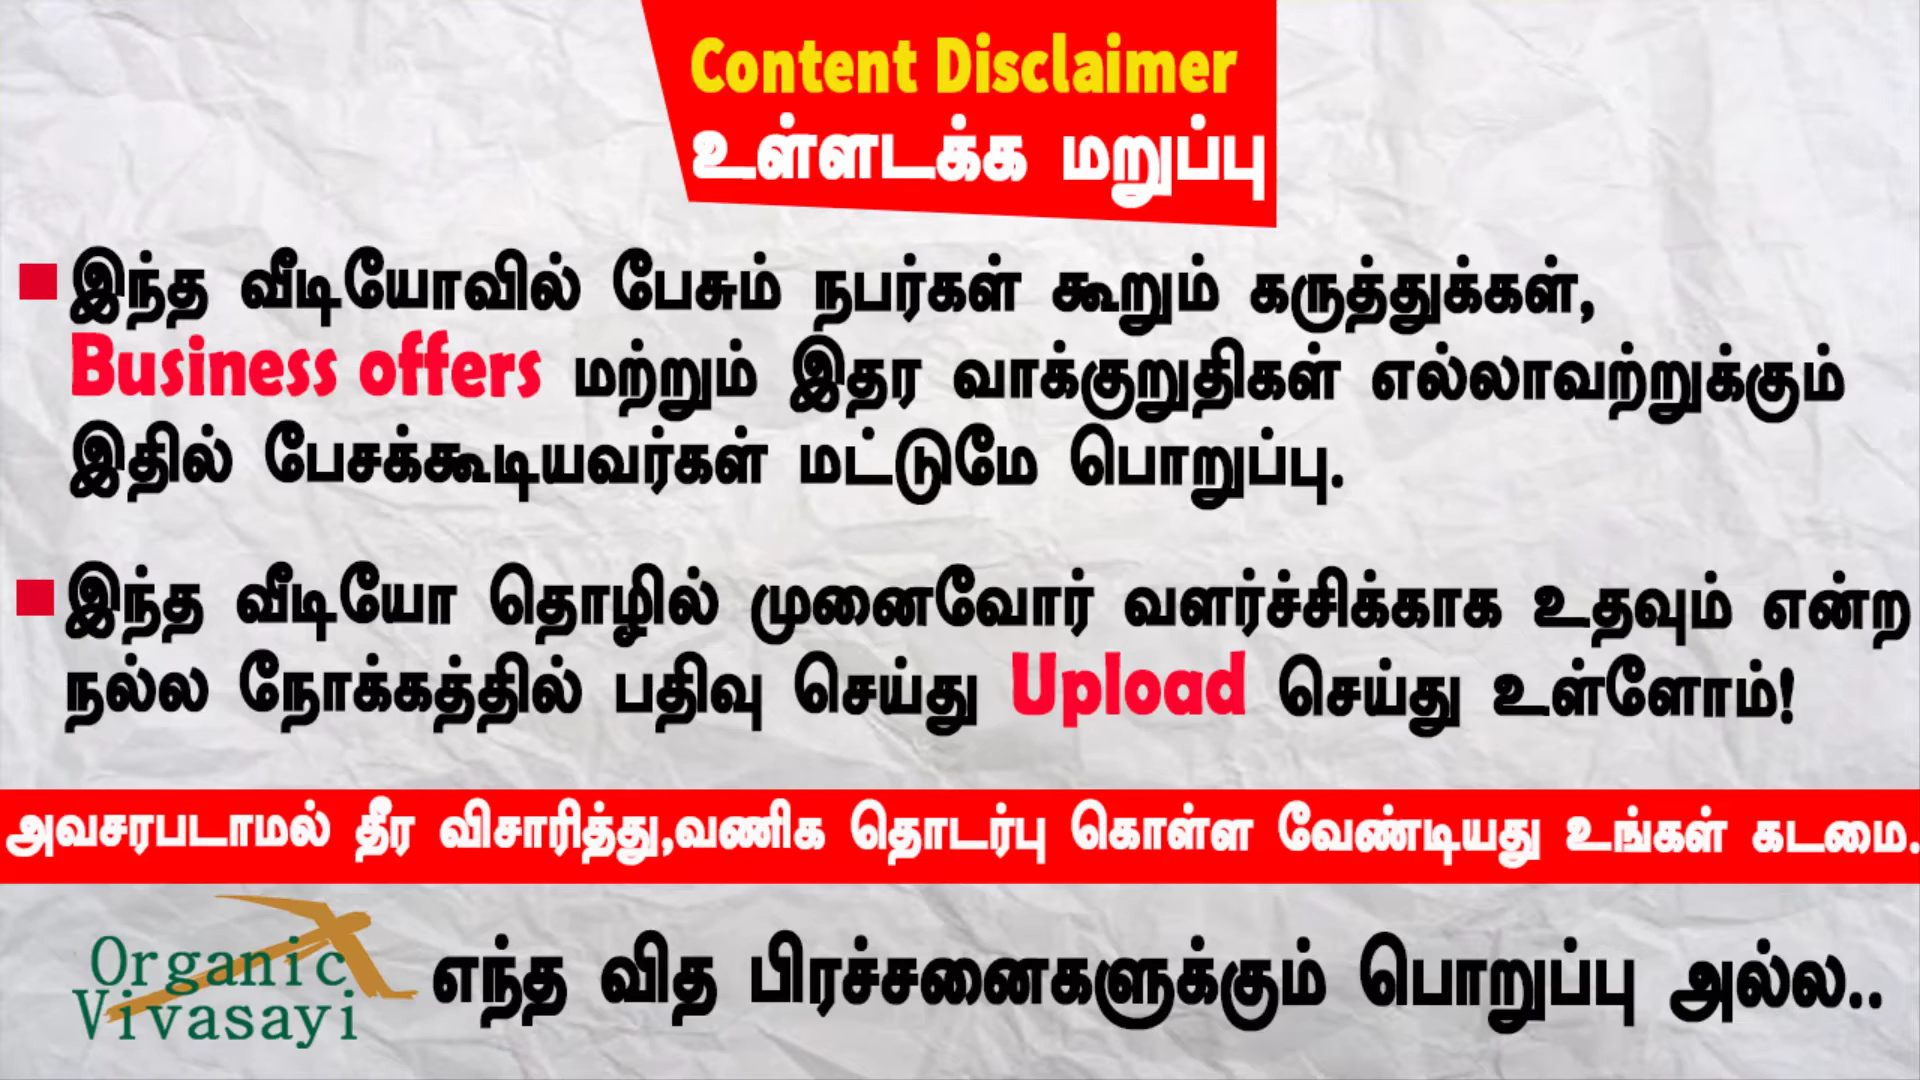 Content Disclaimer
உள்ளடக்க மறுப்பு
இந்த வீடியோவில் பேசும் நபர்கள் கூறும் கருத்துக்கள்,
Business offers மற்றும் இதர வாக்குறுதிகள் எல்லாவற்றுக்கும்
இதில் பேசக்கூடியவர்கள் மட்டுமே பொறுப்பு.
இந்த வீடியோ தொழில் முனைவோர் வளர்ச்சிக்காக உதவும் என்ற
நல்ல நோக்கத்தில் பதிவு செய்து Upload செய்து உள்ளோம்!
அவசரபடாமல் தீர விசாரித்து,வணிக தொடர்பு கொள்ள வேண்டியது உங்கள் கடமை.
Organic
Vivasayi
எந்த வித பிரச்சனைகளுக்கும் பொறுப்பு அல்ல..